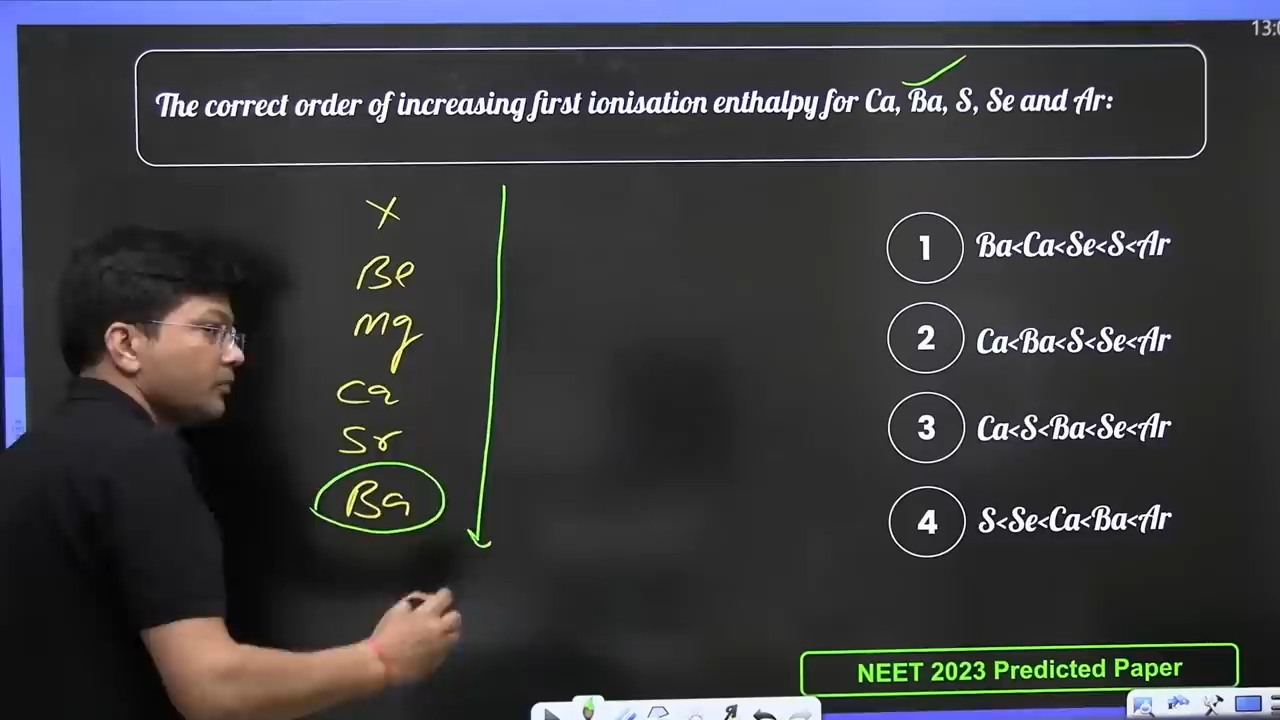 13:0
The correct order of increasing first ionisation enthalpy for Ca, Ba, S, Se and Ar:
X
Be
Mg
Ca
Sr
Ba
1 Ba<Ca<Se<S<Ar
2 Ca<Ba<S<Se<Ar
3 Ca<S<Ba<Se<Ar
4 S<Se<Ca<Ba<Ar
NEET 2023 Predicted Paper